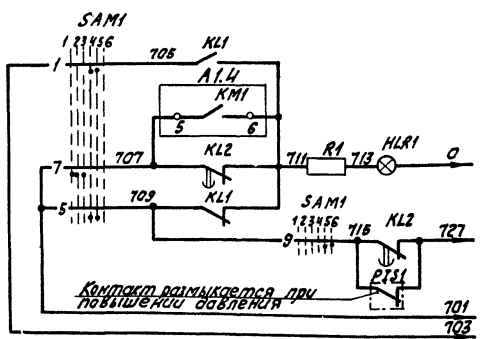 SAM1
1 2 3 4 5 6
1 705 KL1
A1.4
KM1
5 6
7 707 KL2 711 R1 713 HLR1 0
5 709 KL1
SAM1
1 2 3 4 5 6
9 715 KL2 727
PIS1
Контакт размыкается при
повышении давления
701
703